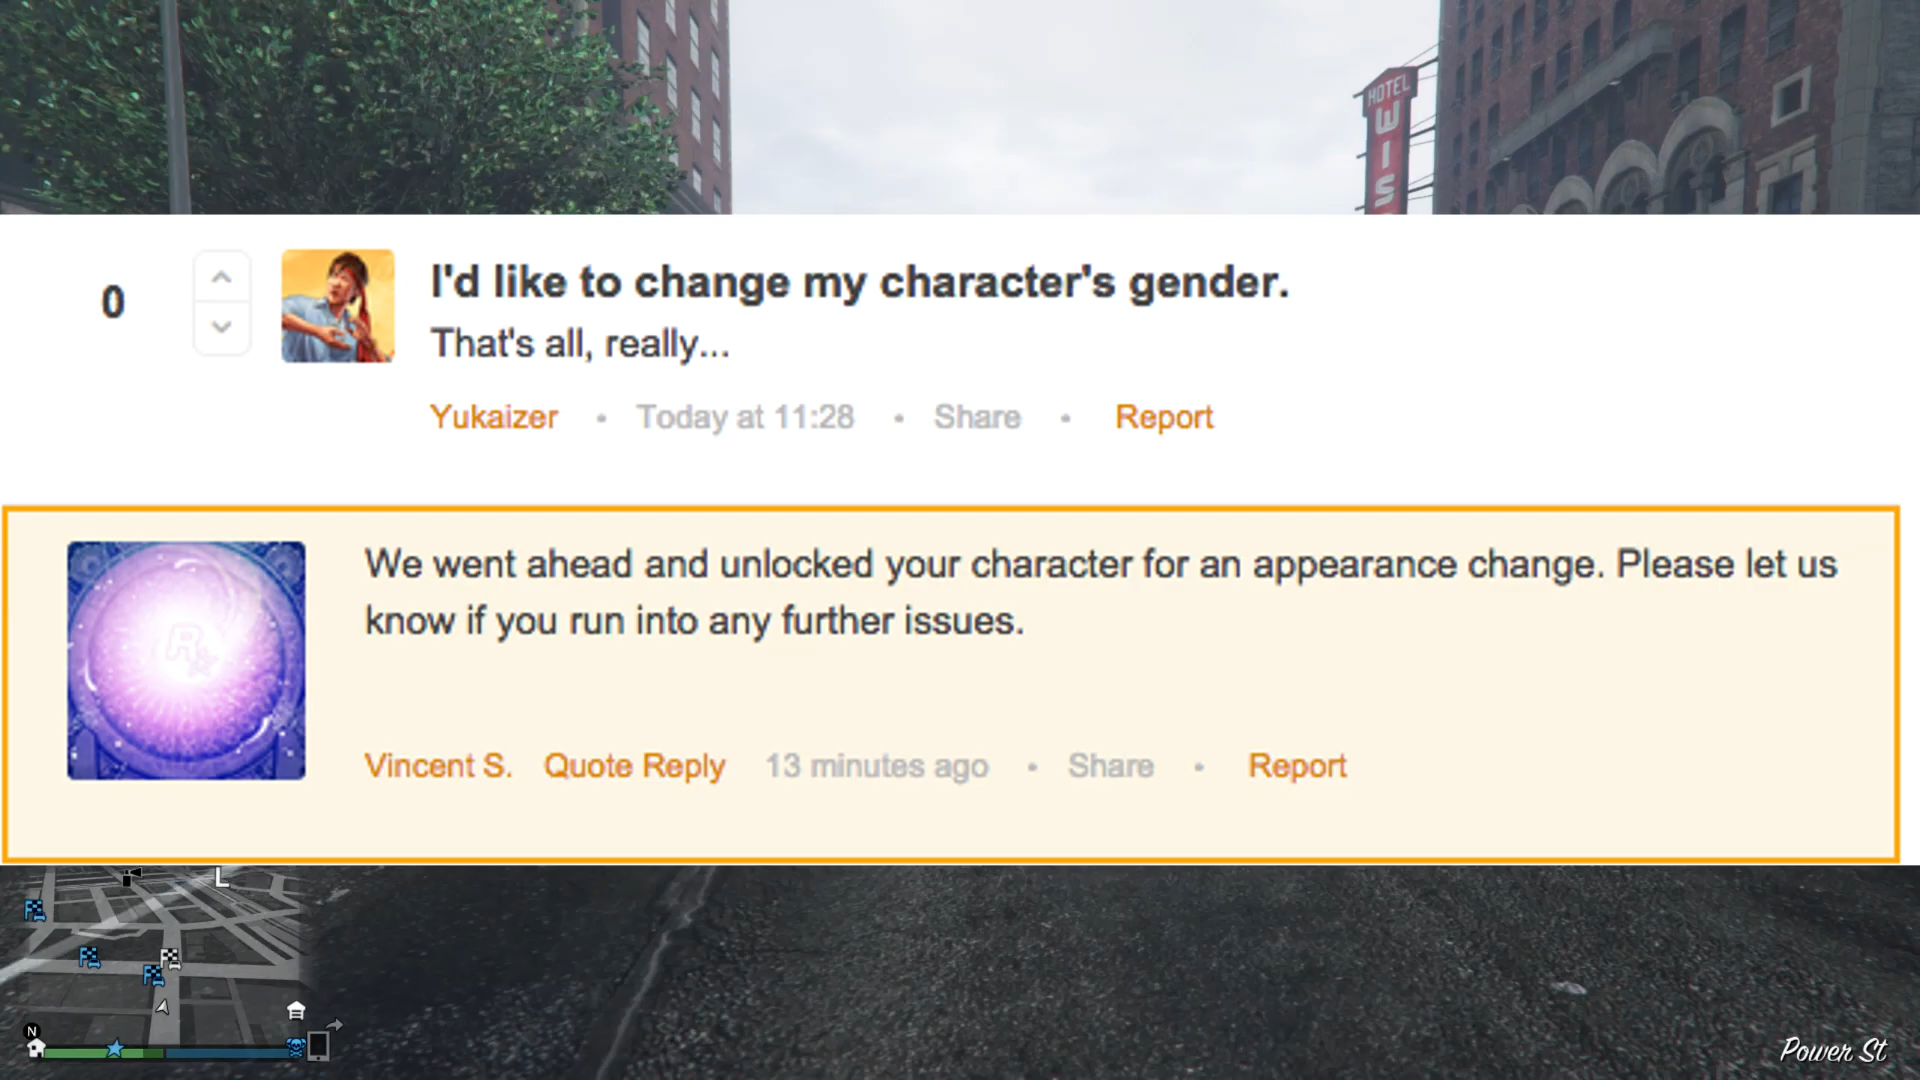 HOTEL
WIS
0
I'd like to change my character's gender.
That's all, really...
Yukaizer • Today at 11:28 • Share • Report
We went ahead and unlocked your character for an appearance change. Please let us
know if you run into any further issues.
R
Vincent S. Quote Reply 13 minutes ago • Share • Report
L
N
Power St